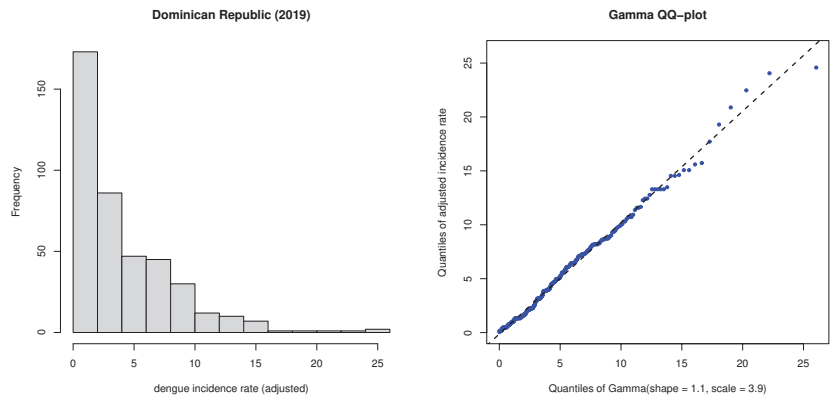 Dominican Republic (2019)
Frequency
150
100
50
0
0 5 10 15 20 25
dengue incidence rate (adjusted)
Gamma QQ−plot
Quantiles of adjusted incidence rate
25
20
15
10
5
0
0 5 10 15 20 25
Quantiles of Gamma(shape = 1.1, scale = 3.9)